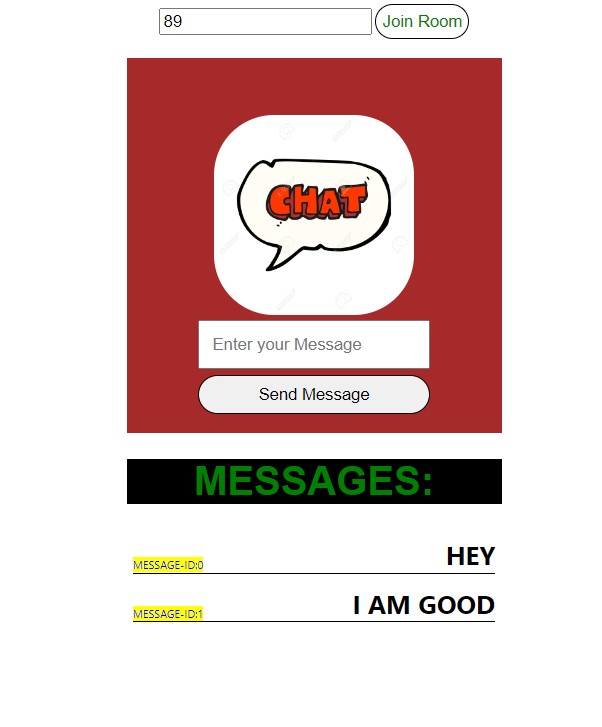 89 Join Room
CHAT
Enter your Message
Send Message
MESSAGES:
MESSAGE-ID:0 HEY
MESSAGE-ID:1 I AM GOOD